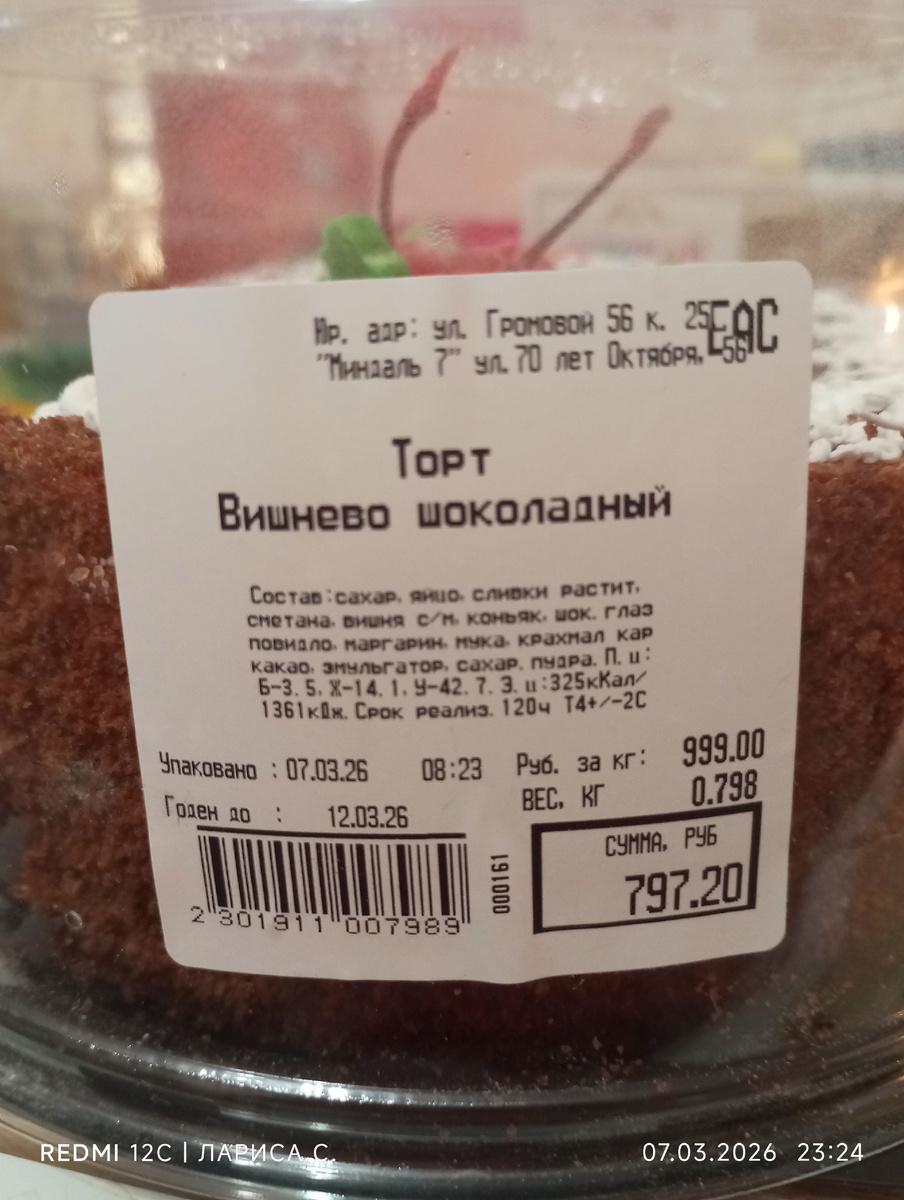 Юр. адр: ул. Громовой 56 к. 25
ЕАС
"Миндаль 7" ул. 70 лет Октября, 56
Торт
Вишнево шоколадный
Состав:сахар, яйцо, сливки растит,
сметана, вишня с/м, коньяк, шок. глаз
повидло, маргарин, мука, крахмал кар
какао, эмульгатор, сахар. пудра. П. ц:
Б-3. 5, Ж-14. 1, У-42. 7. Э. ц:325кКал/
1361кДж. Срок реализ. 120ч Т4+/-2С
Упаковано : 07.03.26 08:23
Руб. за кг: 999.00
Годен до : 12.03.26
ВЕС, КГ 0.798
СУММА, РУБ
797.20
000161
2 301911 007989
REDMI 12C | ЛАРИСА С.
07.03.2026 23:24